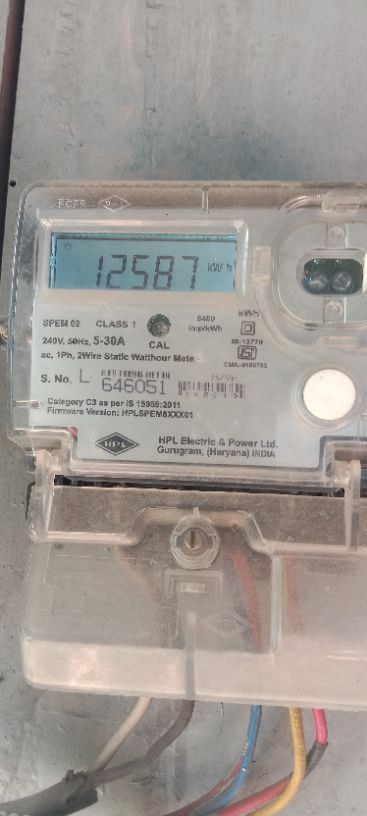 12587 kW h
kWh
SPEM 02 CLASS 1 6400 imp/kWh
240V, 50Hz, 5-30A CAL IS:13779
ac, 1Ph, 2Wire Static Watthour Meter
S. No. L 646051 M/Yr
Category C3 as per IS 15959:2011
Firmware Version: HPLSPEM6XXX01
HPL HPL Electric & Power Ltd.
Gurugram, (Haryana) INDIA